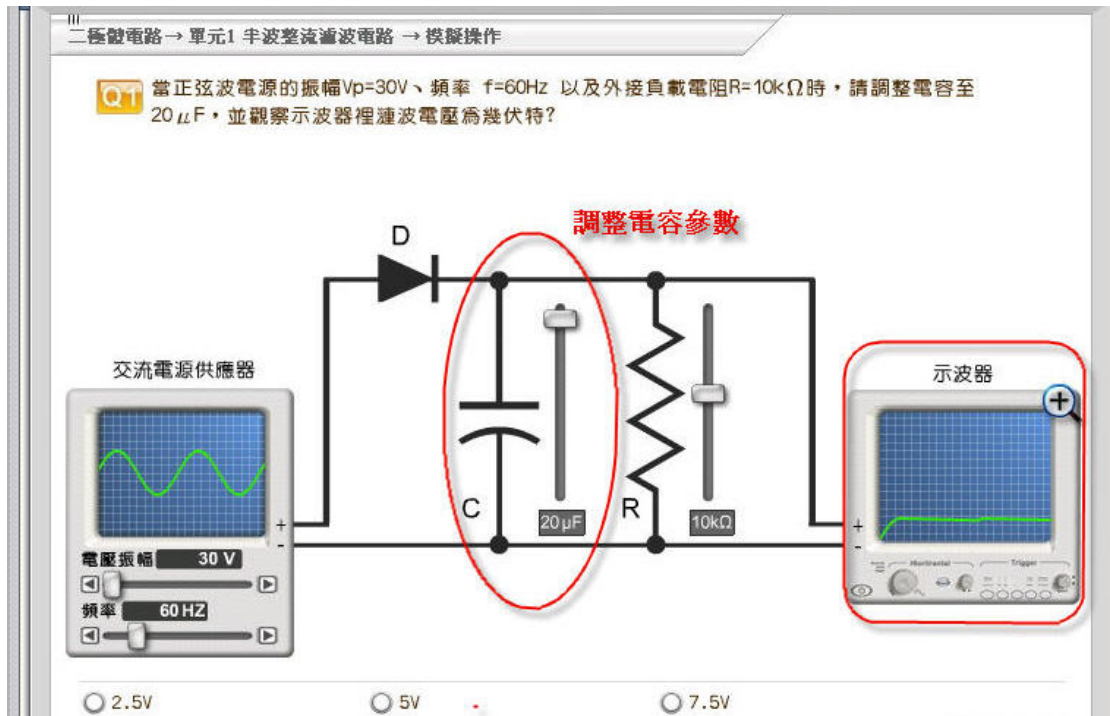 二極體電路→ 單元1 半波整流濾波電路 → 模擬操作
Q1 當正弦波電源的振幅Vp=30V、頻率 f=60Hz 以及外接負載電阻R=10kΩ時，請調整電容至
20μF，並觀察示波器裡漣波電壓為幾伏特?
調整電容參數
D
交流電源供應器
示波器
C
20μF
R
10kΩ
+
-
+
-
電壓振幅 30 V
頻率 60 HZ
Horizontal
Trigger
2.5V
5V
7.5V